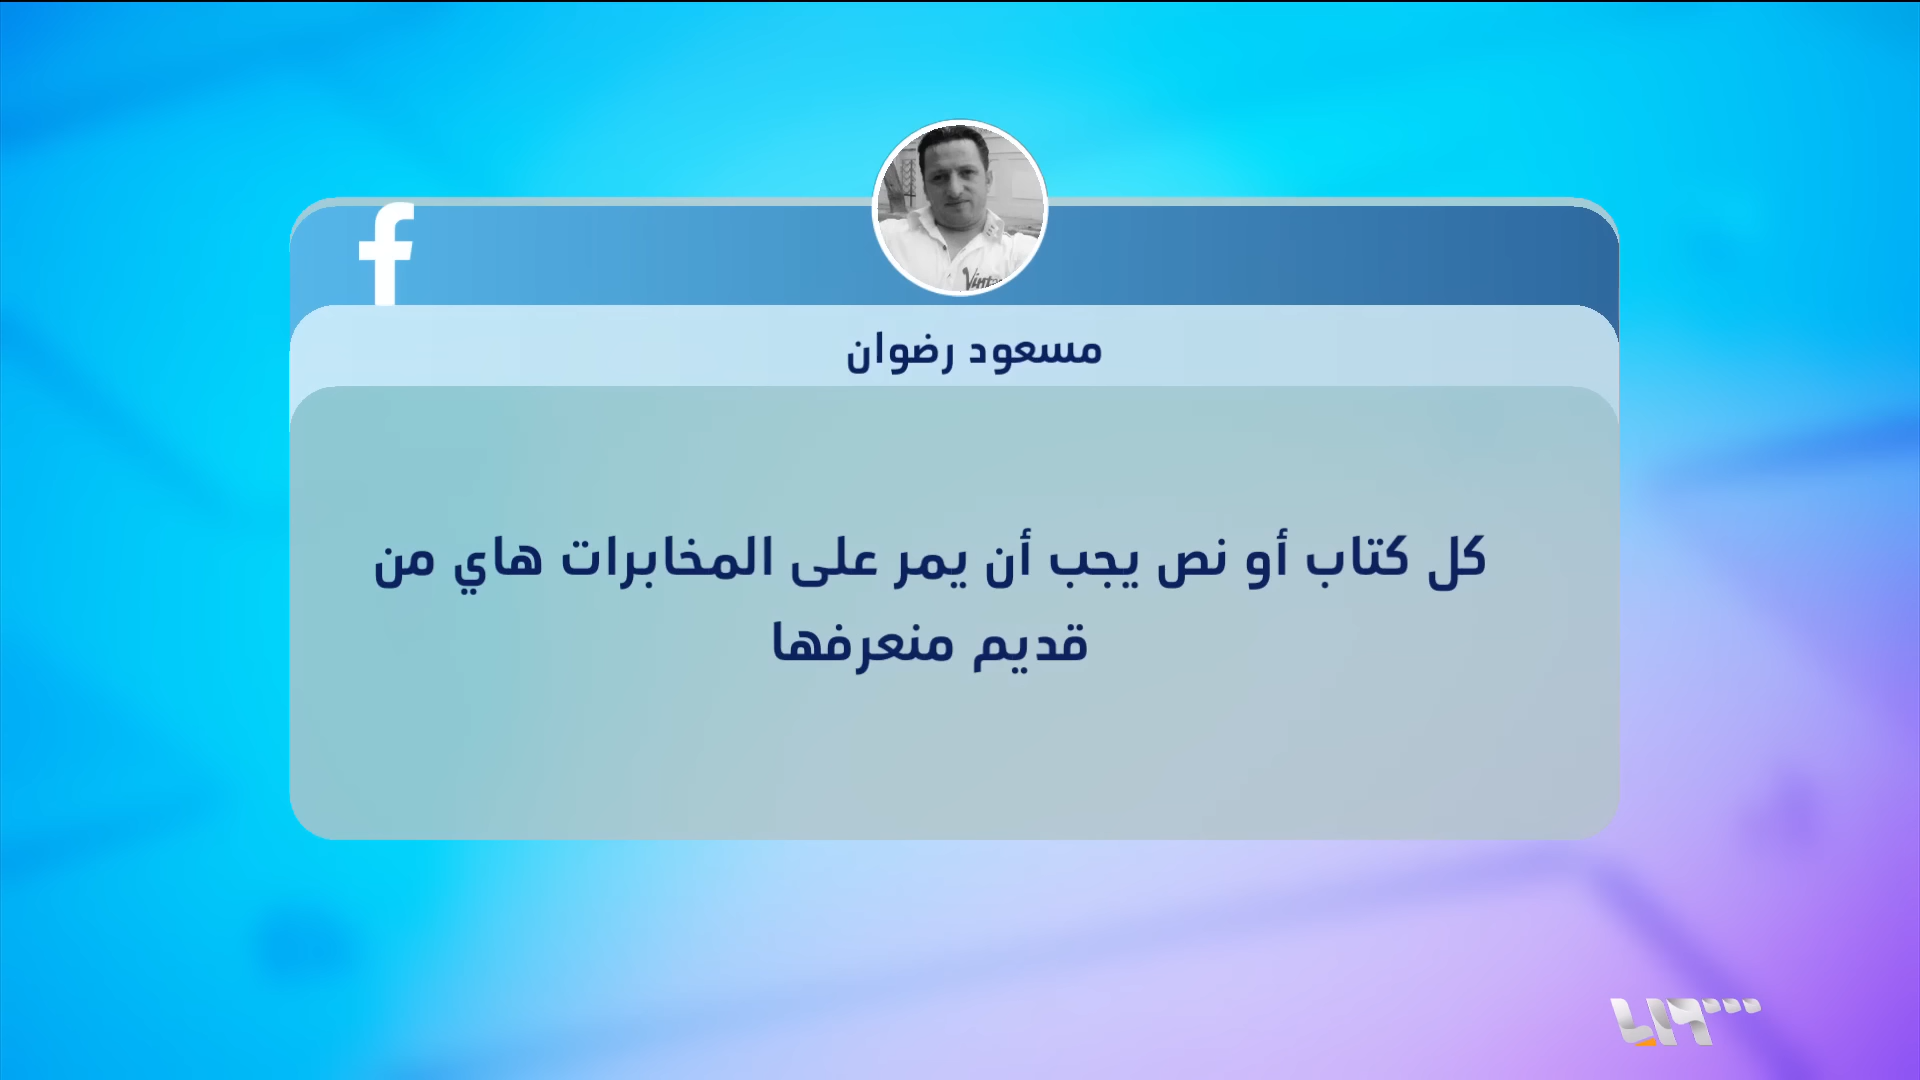 مسعود رضوان
كل كتاب أو نص يجب أن يمر على المخابرات هاي من
قديم منعرفها